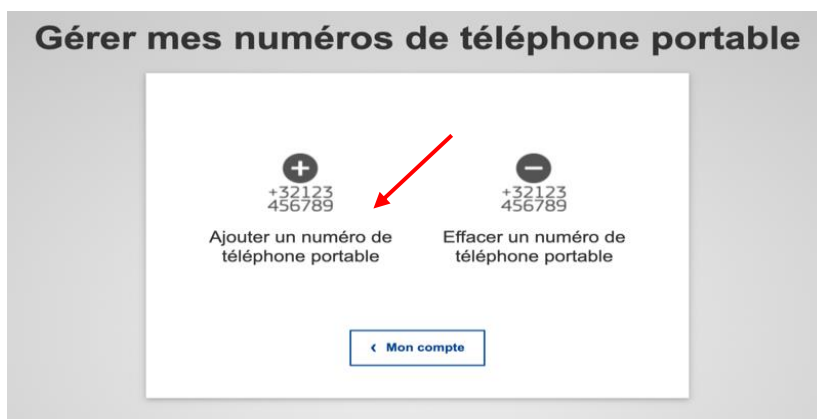 Gérer mes numéros de téléphone portable
+32123
456789
Ajouter un numéro de
téléphone portable
+32123
456789
Effacer un numéro de
téléphone portable
‹ Mon compte